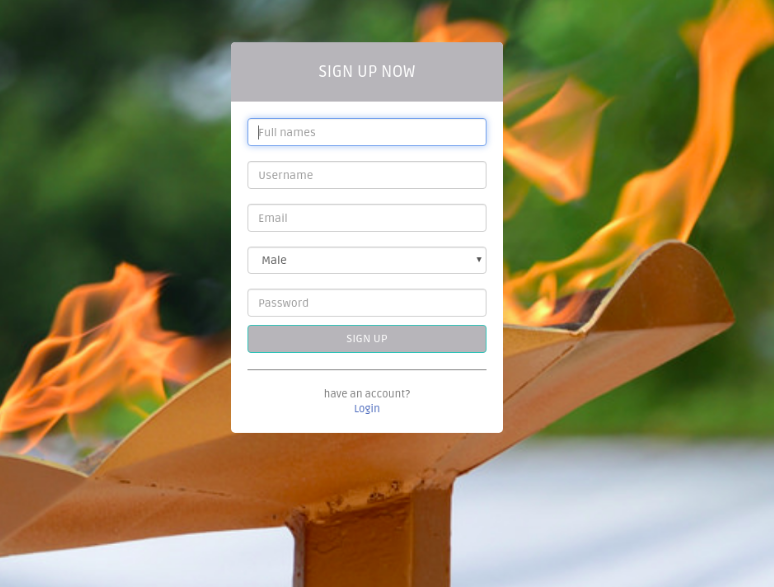 SIGN UP NOW
Full names
Username
Email
Male
Password
SIGN UP
have an account?
Login